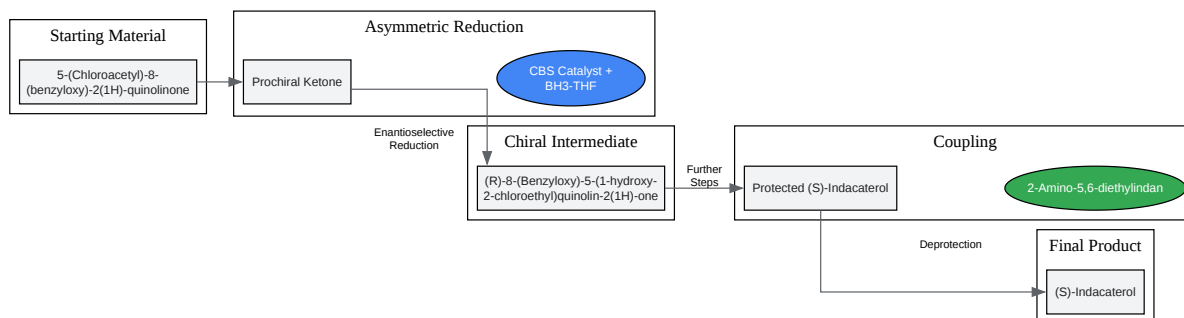 Starting Material
5-(Chloroacetyl)-8-
(benzyloxy)-2(1H)-quinolinone
Asymmetric Reduction
Prochiral Ketone
CBS Catalyst +
BH3-THF
Enantioselective
Reduction
Chiral Intermediate
(R)-8-(Benzyloxy)-5-(1-hydroxy-
2-chloroethyl)quinolin-2(1H)-one
Further
Steps
Coupling
Protected (S)-Indacaterol
2-Amino-5,6-diethylindan
Deprotection
Final Product
(S)-Indacaterol